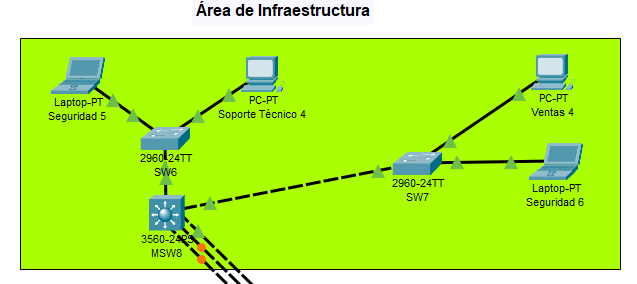 Área de Infraestructura
Laptop-PT
Seguridad 5
PC-PT
Soporte Técnico 4
2960-24TT
SW6
PC-PT
Ventas 4
2960-24TT
SW7
Laptop-PT
Seguridad 6
3560-24PS
MSW8